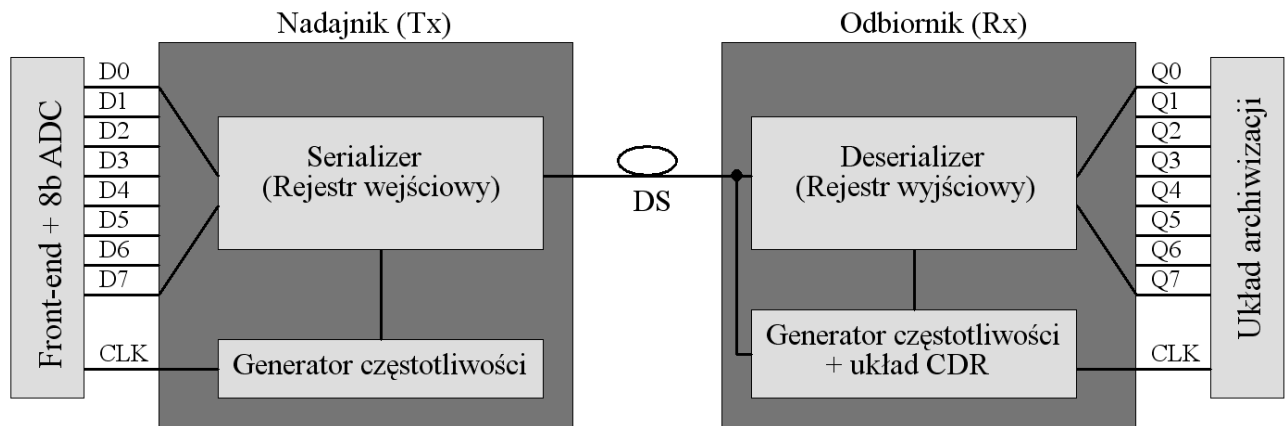 Nadajnik (Tx)
Odbiornik (Rx)
Front-end + 8b ADC
D0
D1
D2
D3
D4
D5
D6
D7
CLK
Serializer
(Rejestr wejściowy)
Generator częstotliwości
DS
Deserializer
(Rejestr wyjściowy)
Generator częstotliwości
+ układ CDR
Q0
Q1
Q2
Q3
Q4
Q5
Q6
Q7
CLK
Układ archiwizacji